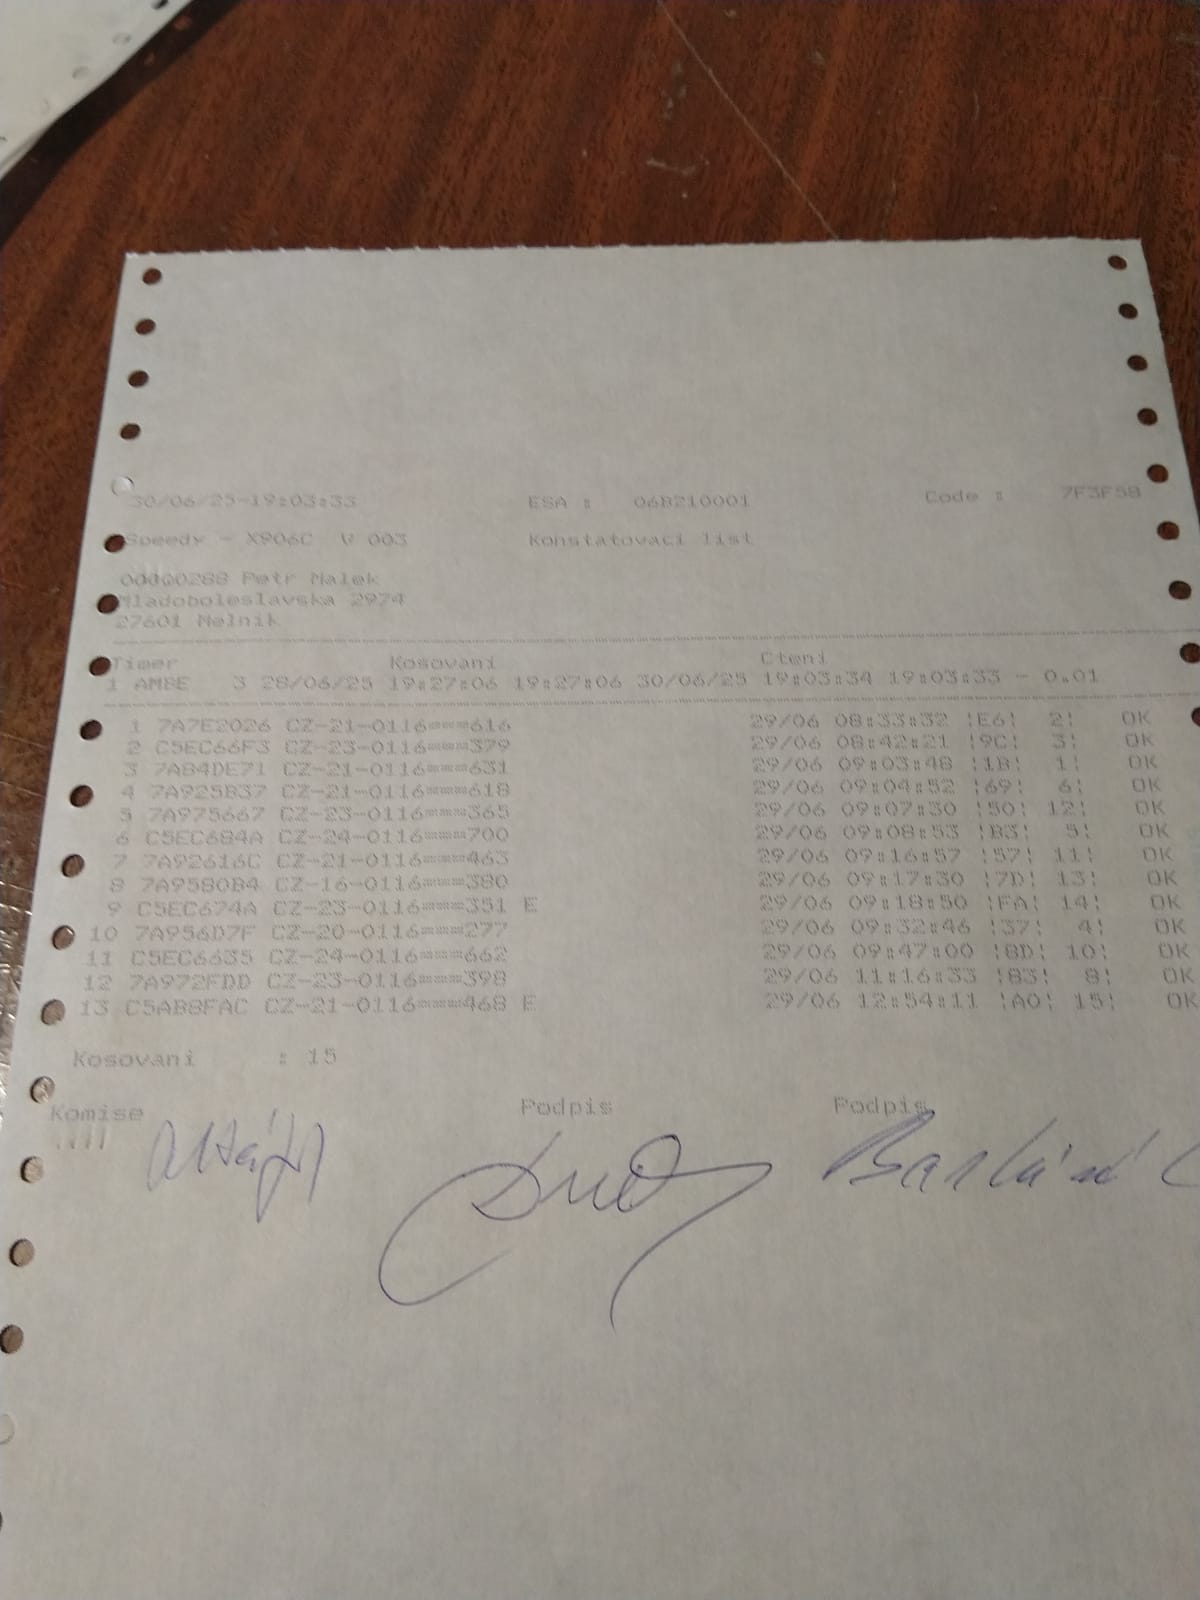 30/06/25-19:03:33 ESA : 06B210001 Code : 7F3F5B
Speedy - X906C V 003 Konstatovaci list
00000288 Petr Malek
Mladoboleslavska 2974
27601 Melnik
Timer Kosovani Cteni
1 AMBE 3 28/06/25 19:27:06 19:27:06 30/06/25 19:03:34 19:03:33 - 0.01
1 7A7E2026 CZ-21-0116===616 29/06 08:33:32 ¦E6¦ 2¦ OK
2 C5EC66F3 CZ-23-0116===379 29/06 08:42:21 ¦9C¦ 3¦ OK
3 7A84DE71 CZ-21-0116===631 29/06 09:03:48 ¦1B¦ 1¦ OK
4 7A925B37 CZ-21-0116===618 29/06 09:04:52 ¦69¦ 6¦ OK
5 7A975667 CZ-23-0116===365 29/06 09:07:30 ¦50¦ 12¦ OK
6 C5EC684A CZ-24-0116===700 29/06 09:08:53 ¦B3¦ 5¦ OK
7 7A92616C CZ-21-0116===463 29/06 09:16:57 ¦57¦ 11¦ OK
8 7A9580B4 CZ-16-0116===380 29/06 09:17:30 ¦7D¦ 13¦ OK
9 C5EC674A CZ-23-0116===351 E 29/06 09:18:50 ¦FA¦ 14¦ OK
10 7A956D7F CZ-20-0116===277 29/06 09:32:46 ¦37¦ 4¦ OK
11 C5EC6635 CZ-24-0116===662 29/06 09:47:00 ¦8D¦ 10¦ OK
12 7A972FDD CZ-23-0116===398 29/06 11:16:33 ¦83¦ 8¦ OK
13 C5AB8FAC CZ-21-0116===468 E 29/06 12:54:11 ¦A0¦ 15¦ OK
Kosovani : 15
Komise Podpis Podpis